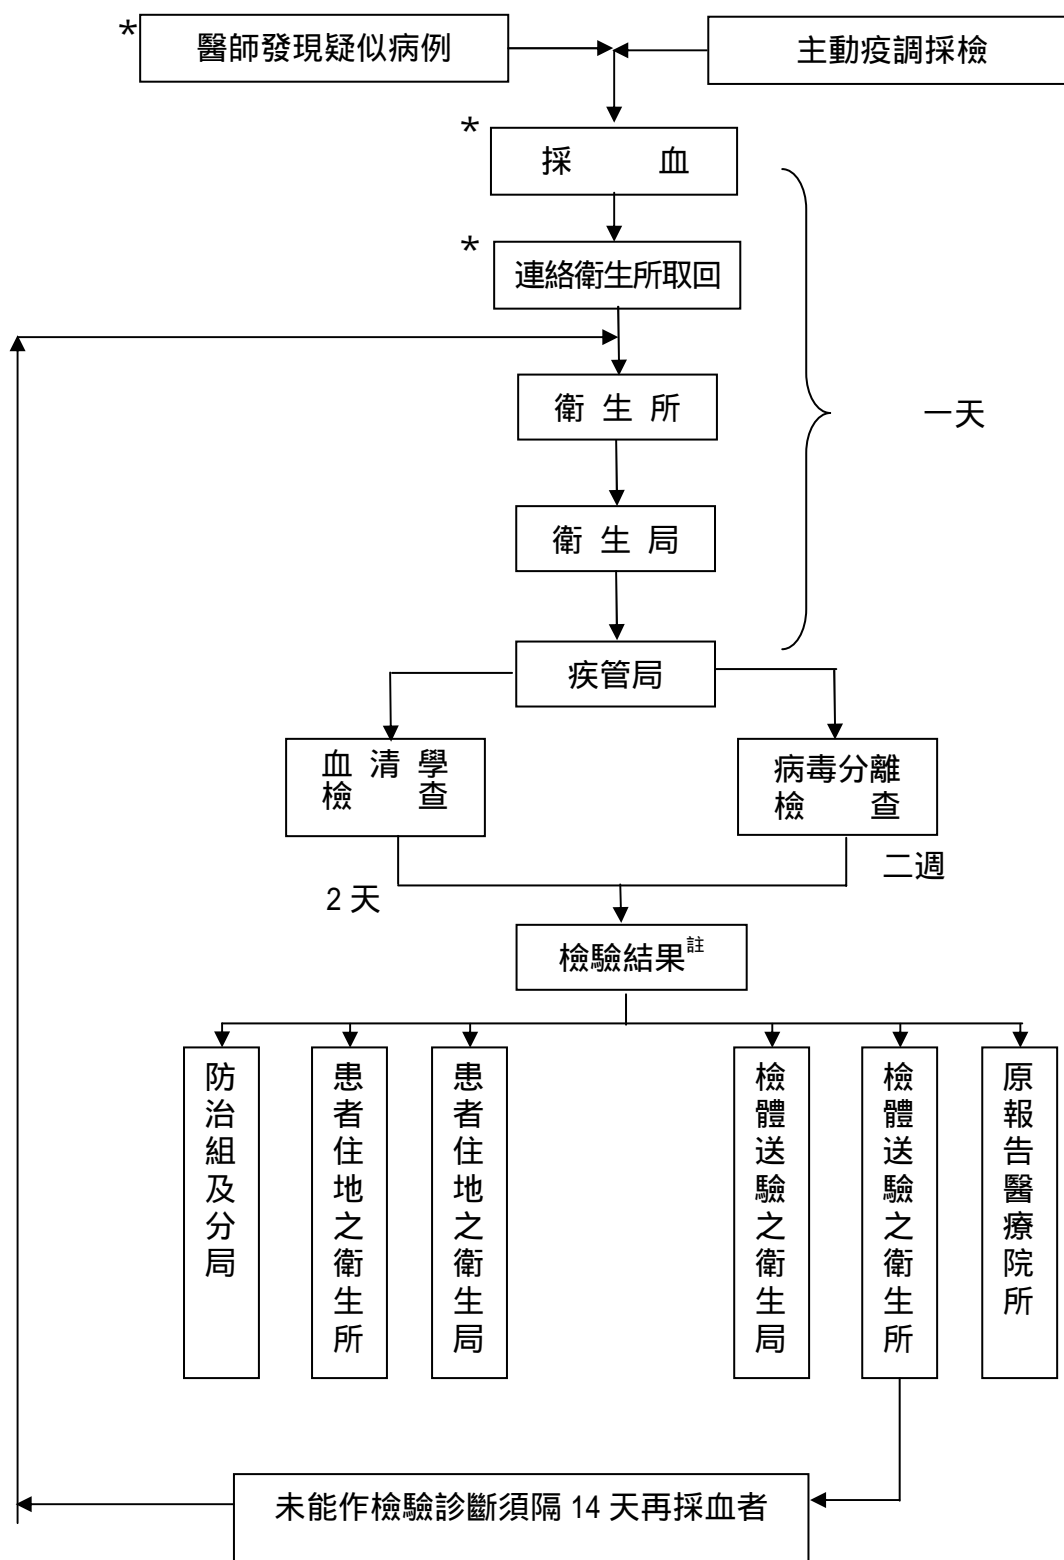 * 醫師發現疑似病例
主動疫調採檢
* 採 血
* 連絡衛生所取回
衛 生 所
一天
衛 生 局
疾管局
血 清 學
檢 查
病毒分離
檢 查
2 天
二週
檢驗結果註
防治組及分局
患者住地之衛生所
患者住地之衛生局
檢體送驗之衛生局
檢體送驗之衛生所
原報告醫療院所
未能作檢驗診斷須隔 14 天再採血者